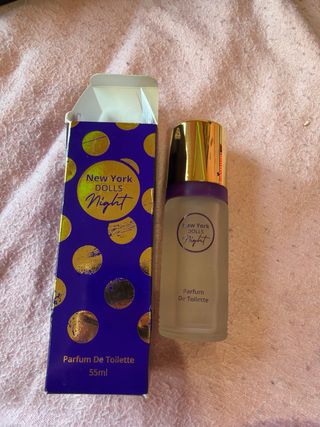 New York
DOLLS
Night
Parfum De Toilette
55ml
New York
DOLLS
Night
Parfum
De Toilette